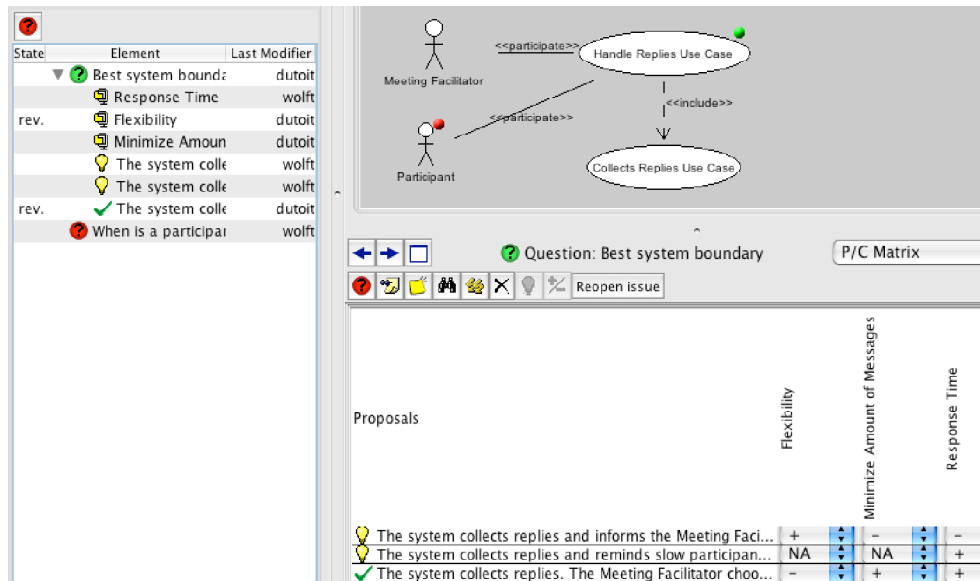 State Element Last Modifier
Best system bounda dutoit
Response Time wolft
rev. Flexibility dutoit
Minimize Amoun dutoit
The system colle wolft
The system colle wolft
rev. The system colle dutoit
When is a participar wolft
<<participate>>
Handle Replies Use Case
Meeting Facilitator
<<include>>
<<participate>>
Participant
Collects Replies Use Case
Question: Best system boundary P/C Matrix
Reopen issue
Proposals
Flexibility
Minimize Amount of Messages
Response Time
The system collects replies and informs the Meeting Faci... + - -
The system collects replies and reminds slow participan... NA NA +
The system collects replies. The Meeting Facilitator choo... - + +